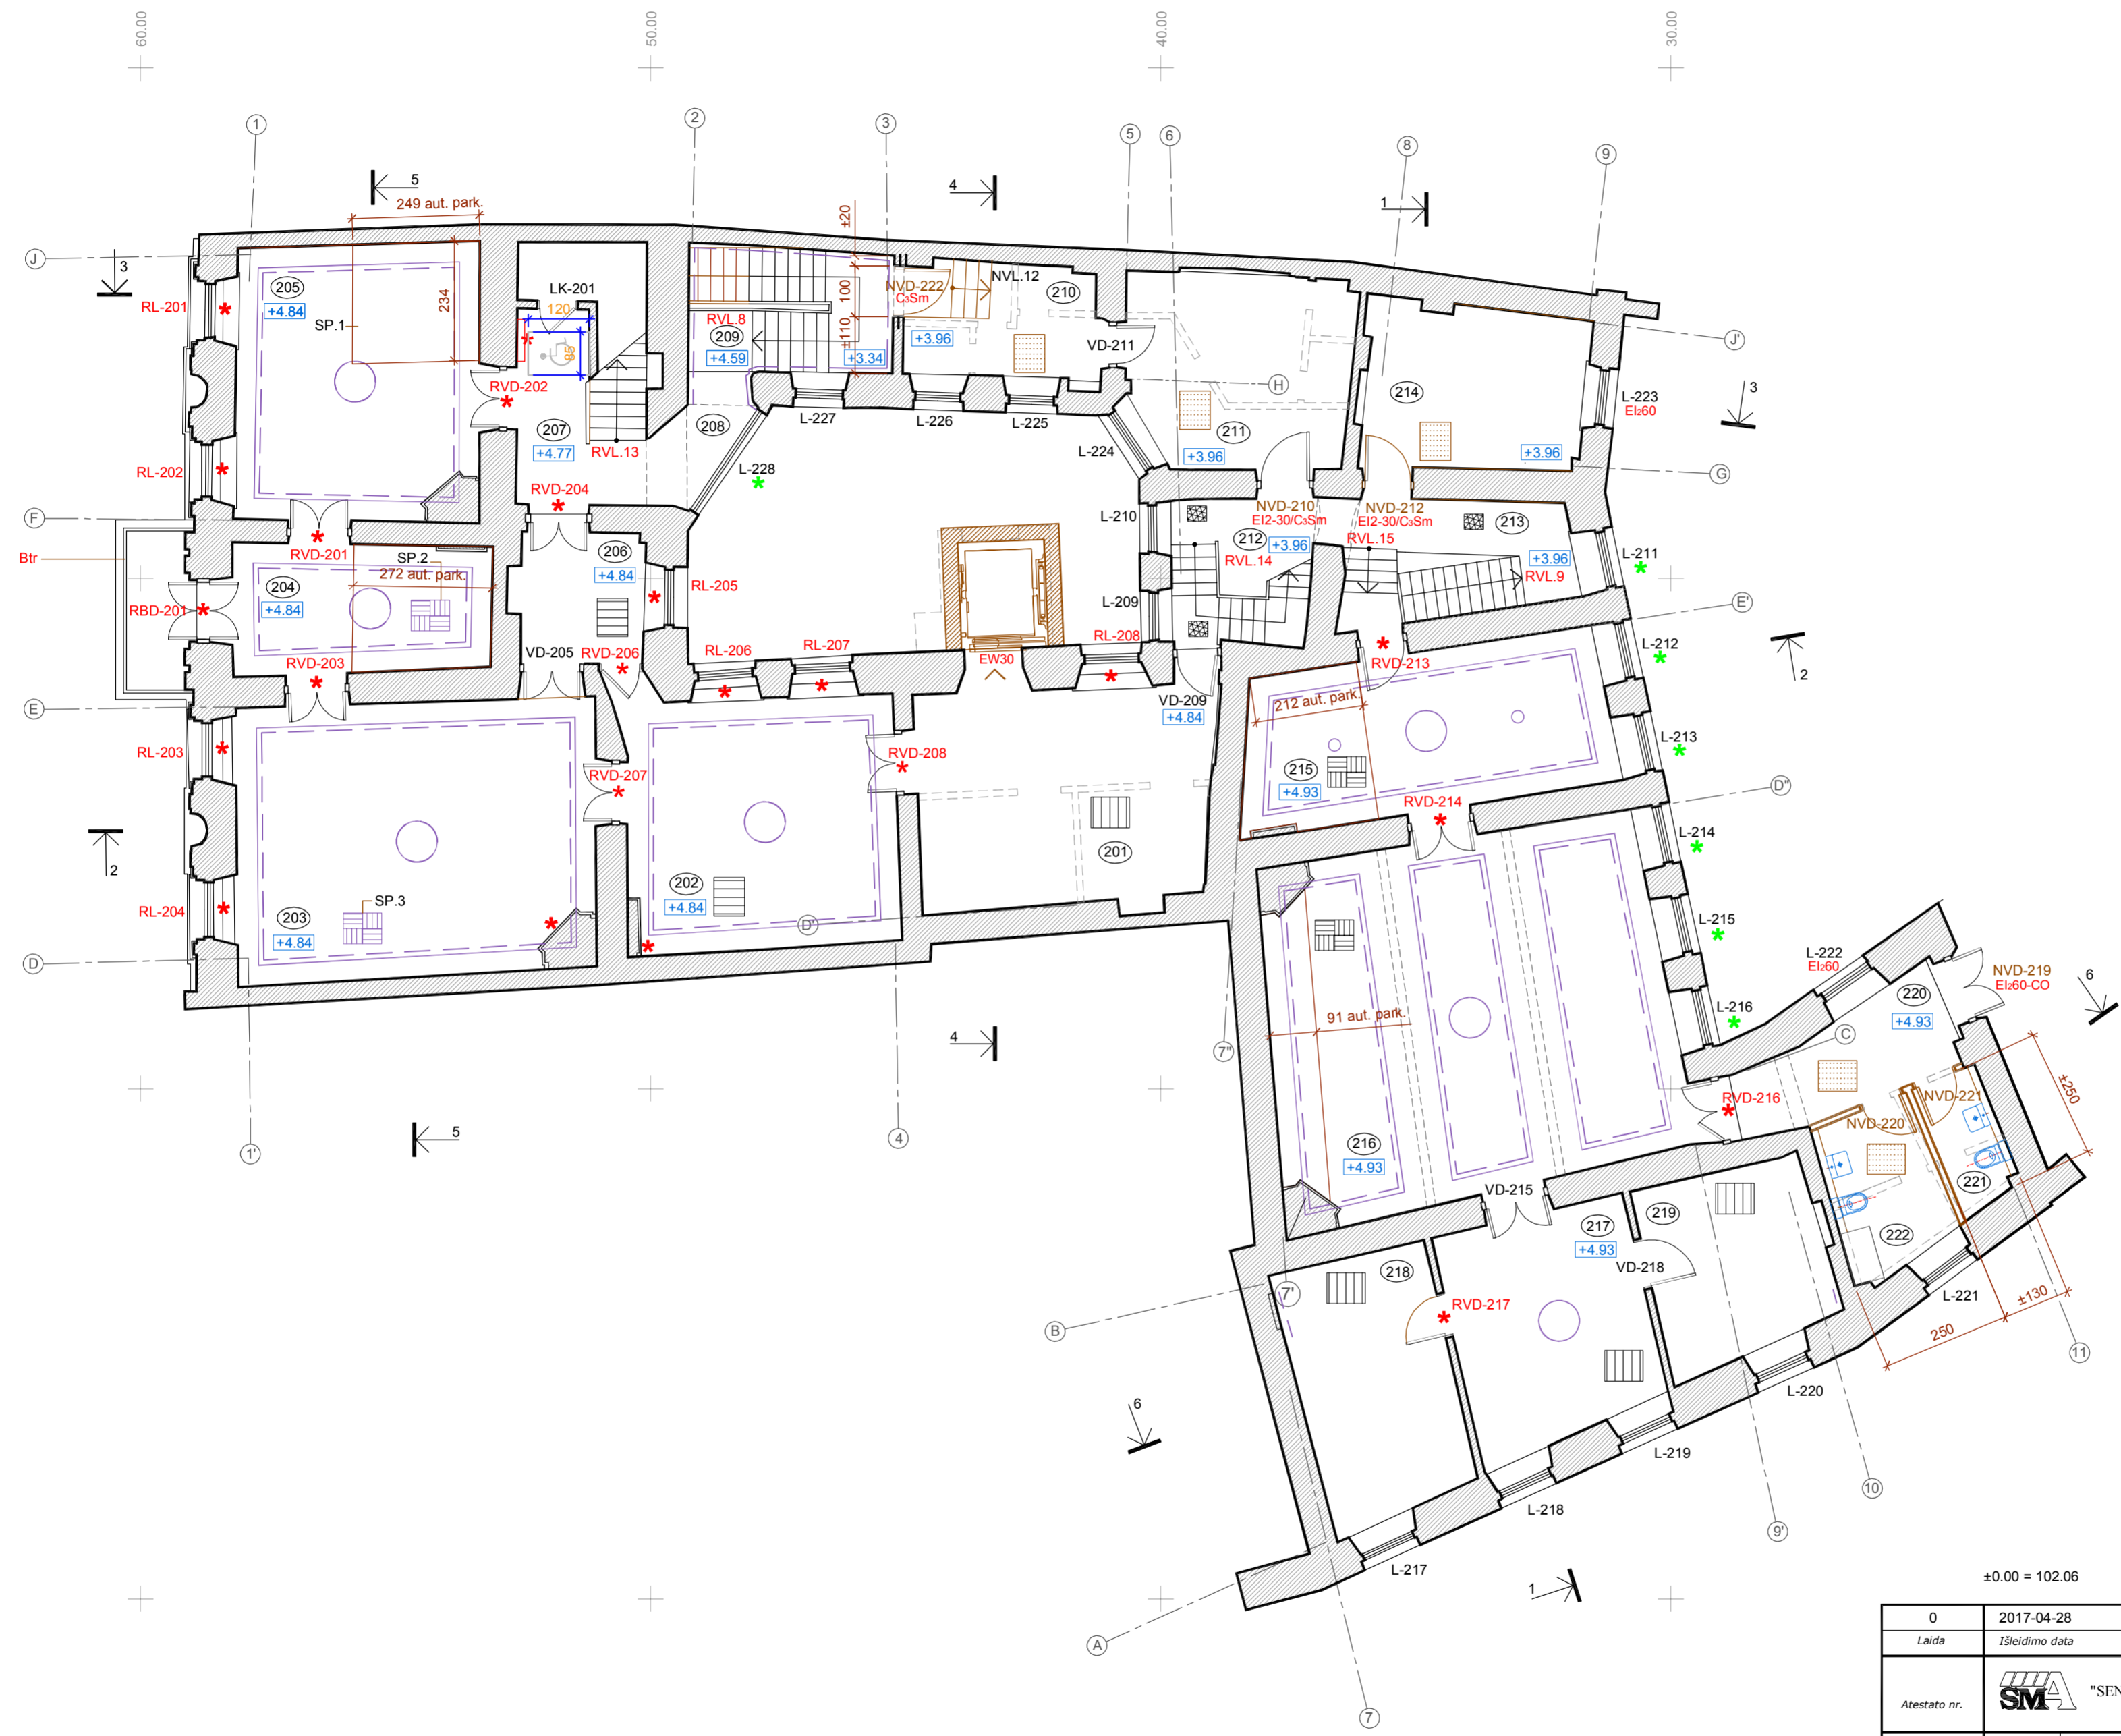 60.00
50.00
40.00
30.00
1
2
3
5
6
8
9
5
4
1
249 aut. park.
±20
J
3
205
+4.84
RL-201
SP.1
234
LK-201
120
85
RVD-202
RVL.8
209
+4.59
100
±110
+3.34
NVD-222
C3Sm
NVL.12
210
+3.96
VD-211
H
J'
214
L-223
EI260
3
RL-202
207
+4.77
RVL.13
208
L-227
L-226
L-225
L-224
211
+3.96
+3.96
G
L-228
RVD-204
F
RVD-201
SP.2
272 aut. park.
Btr
204
+4.84
RBD-201
RVD-203
206
+4.84
RL-205
VD-205
RVD-206
RL-206
RL-207
L-210
L-209
RL-208
EW30
NVD-210
EI2-30/C3Sm
212
+3.96
RVL.14
NVD-212
EI2-30/C3Sm
RVL.15
213
+3.96
RVL.9
L-211
E'
L-212
2
VD-209
+4.84
RVD-213
212 aut. park.
E
RL-203
RVD-207
RVD-208
215
+4.93
RVD-214
L-213
D"
L-214
2
201
202
+4.84
SP.3
203
+4.84
RL-204
D'
D
L-215
L-222
EI260
NVD-219
EI260-CO
220
+4.93
6
L-216
C
91 aut. park.
4
7"
±250
5
1'
4
216
+4.93
RVD-216
NVD-220
NVD-221
221
222
VD-215
217
+4.93
219
VD-218
218
7'
RVD-217
B
L-221
±130
250
11
L-220
6
L-219
L-218
10
9'
L-217
1
A
7
±0.00 = 102.06
0
2017-04-28
Laida
Išleidimo data
Atestato nr.
SMA
"SEN